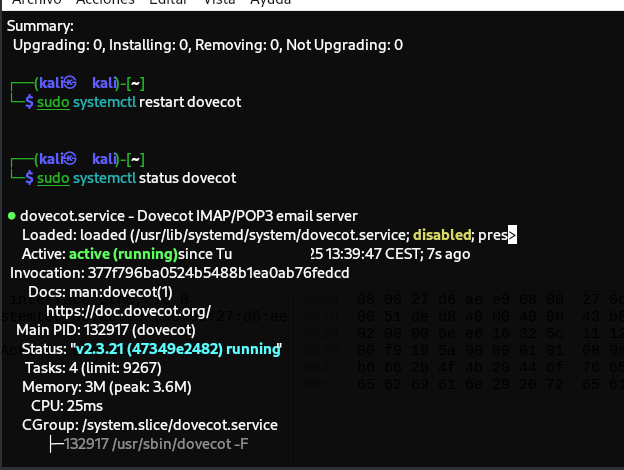 Archivo Acciones Editar Vista Ayuda
Summary:
Upgrading: 0, Installing: 0, Removing: 0, Not Upgrading: 0
┌──(kali㉿ kali)-[~]
└─$ sudo systemctl restart dovecot
┌──(kali㉿ kali)-[~]
└─$ sudo systemctl status dovecot
● dovecot.service - Dovecot IMAP/POP3 email server
Loaded: loaded (/usr/lib/systemd/system/dovecot.service; disabled; pres>
Active: active (running) since Tu 25 13:39:47 CEST; 7s ago
Invocation: 377f796ba0524b5488b1ea0ab76fedcd
Docs: man:dovecot(1)
https://doc.dovecot.org/
Main PID: 132917 (dovecot)
Status: "v2.3.21 (47349e2482) running"
Tasks: 4 (limit: 9267)
Memory: 3M (peak: 3.6M)
CPU: 25ms
CGroup: /system.slice/dovecot.service
├─132917 /usr/sbin/dovecot -F